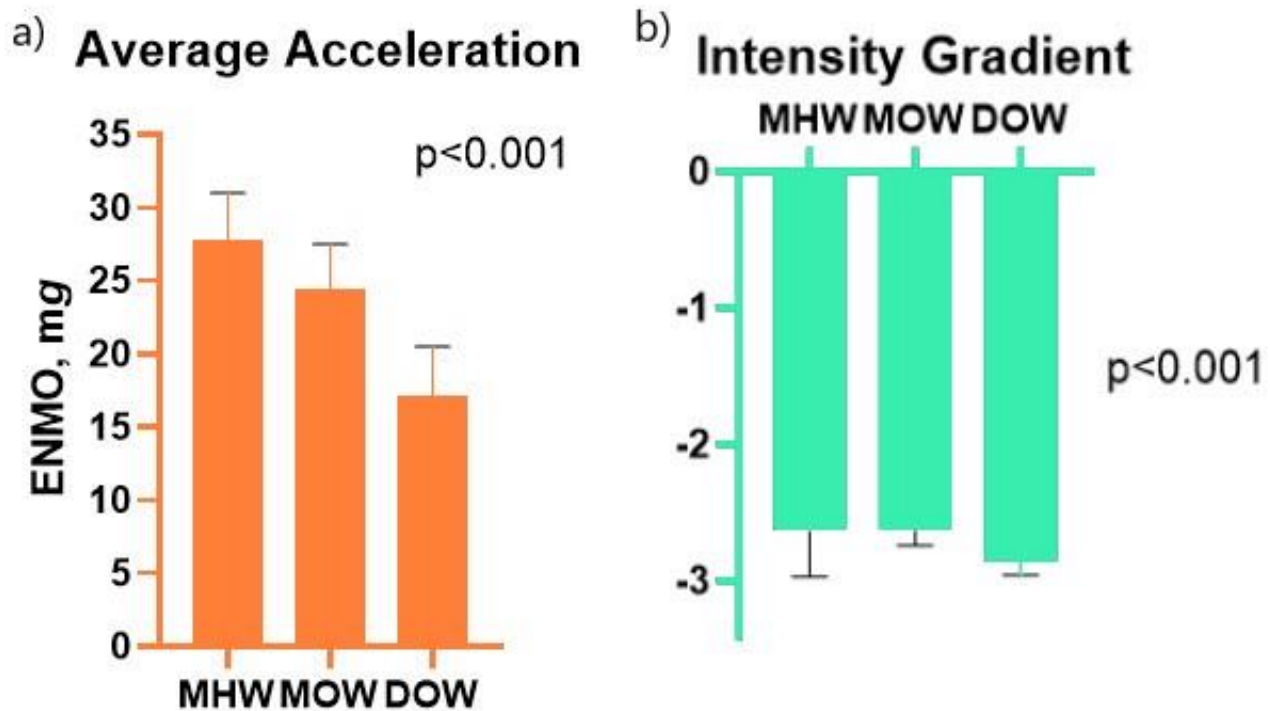 a)
Average Acceleration
p<0.001
35
30
25
20
15
10
5
0
ENMO, mg
MHW MOW DOW
b)
Intensity Gradient
MHW MOW DOW
0
-1
-2
-3
p<0.001